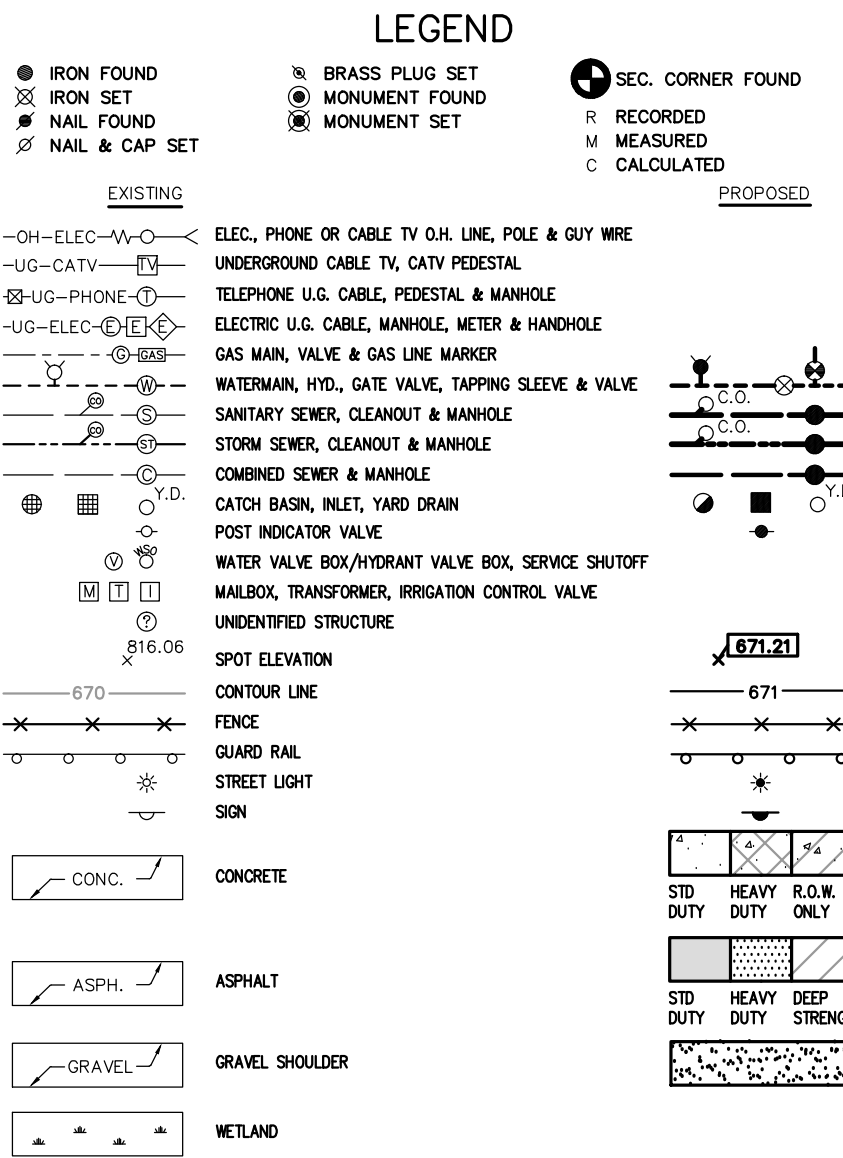 LEGEND
IRON FOUND
IRON SET
NAIL FOUND
NAIL & CAP SET
BRASS PLUG SET
MONUMENT FOUND
MONUMENT SET
SEC. CORNER FOUND
R RECORDED
M MEASURED
C CALCULATED
EXISTING
PROPOSED
-OH-ELEC- ELEC., PHONE OR CABLE TV O.H. LINE, POLE & GUY WIRE
-UG-CATV- TV UNDERGROUND CABLE TV, CATV PEDESTAL
-UG-PHONE- T TELEPHONE U.G. CABLE, PEDESTAL & MANHOLE
-UG-ELEC- E E E ELECTRIC U.G. CABLE, MANHOLE, METER & HANDHOLE
G GAS GAS MAIN, VALVE & GAS LINE MARKER
W WATERMAIN, HYD., GATE VALVE, TAPPING SLEEVE & VALVE
CO S SANITARY SEWER, CLEANOUT & MANHOLE C.O.
CO ST STORM SEWER, CLEANOUT & MANHOLE C.O.
C COMBINED SEWER & MANHOLE
Y.D. CATCH BASIN, INLET, YARD DRAIN
POST INDICATOR VALVE
V WSO WATER VALVE BOX/HYDRANT VALVE BOX, SERVICE SHUTOFF
M T I MAILBOX, TRANSFORMER, IRRIGATION CONTROL VALVE
? UNIDENTIFIED STRUCTURE
816.06 SPOT ELEVATION 671.21
670 CONTOUR LINE 671
FENCE
GUARD RAIL
STREET LIGHT
SIGN
CONC. CONCRETE
STD DUTY
HEAVY DUTY
R.O.W. ONLY
ASPH. ASPHALT
STD DUTY
HEAVY DUTY
DEEP STRENG
GRAVEL GRAVEL SHOULDER
WETLAND